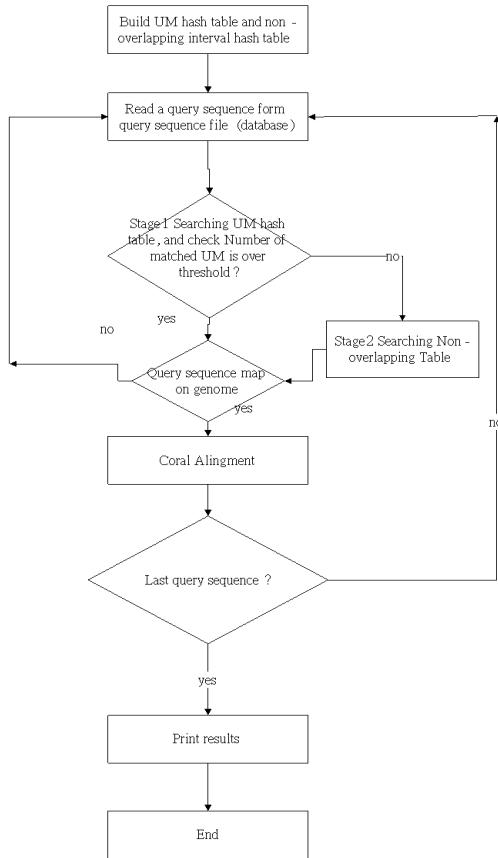 Build UM hash table and non -
overlapping interval hash table
Read a query sequence form
query sequence file (database)
Stage1 Searching UM hash
table , and check Number of
matched UM is over
threshold ?
no
yes
no
Stage2 Searching Non -
overlapping Table
Query sequence map
on genome
yes
no
Coral Alingment
Last query sequence ?
yes
Print results
End